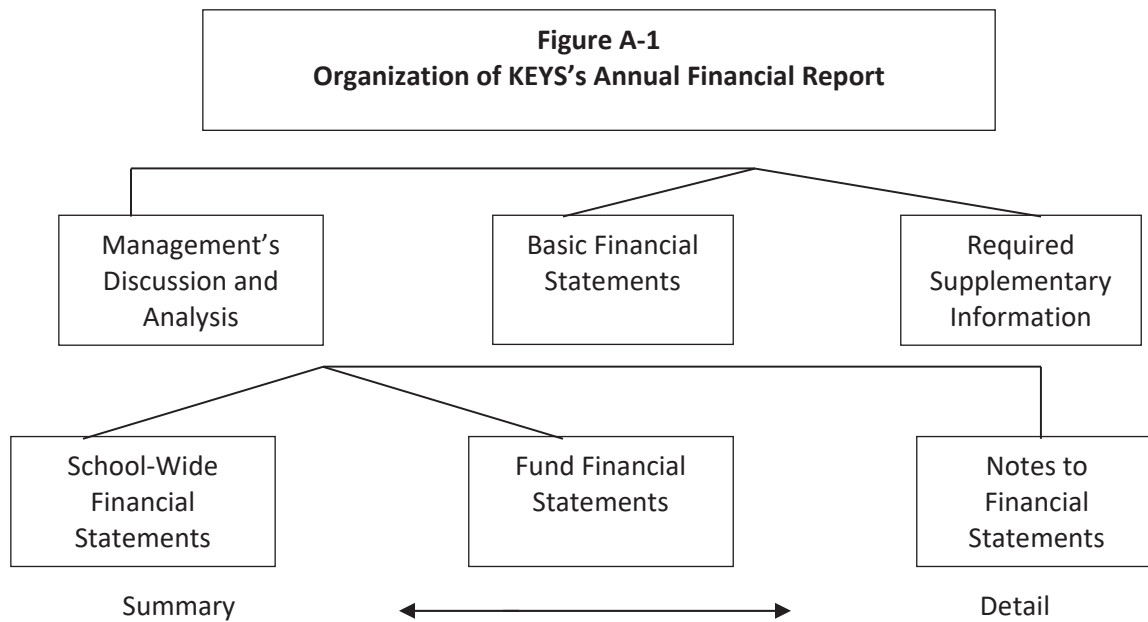 Figure A-1
Organization of KEYS’s Annual Financial Report
Management’s
Discussion and
Analysis
Basic Financial
Statements
Required
Supplementary
Information
School-Wide
Financial
Statements
Fund Financial
Statements
Notes to
Financial
Statements
Summary
Detail